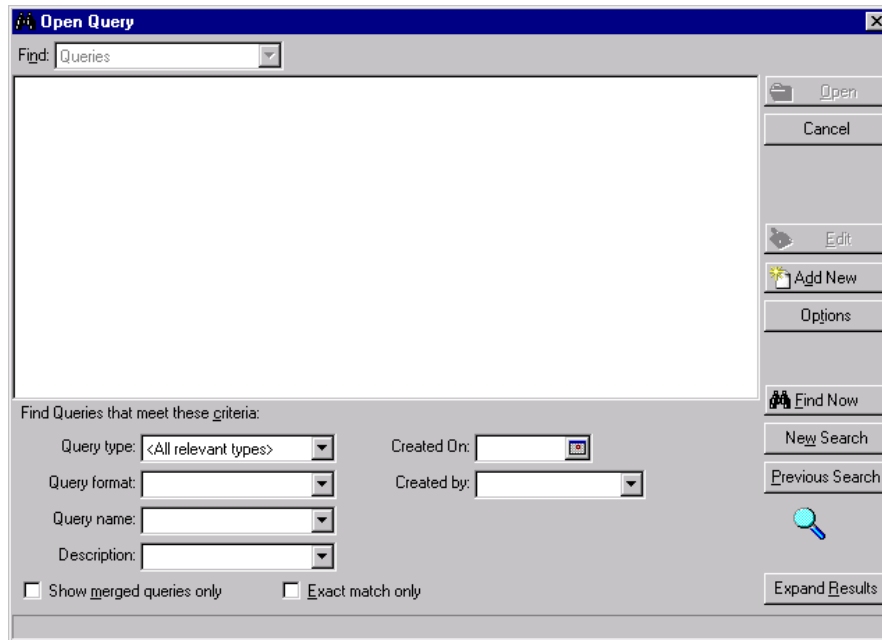 Open Query
Find: Queries
Open
Cancel
Edit
Add New
Options
Find Now
New Search
Previous Search
Expand Results
Find Queries that meet these criteria:
Query type: <All relevant types>
Created On:
Query format:
Created by:
Query name:
Description:
Show merged queries only
Exact match only